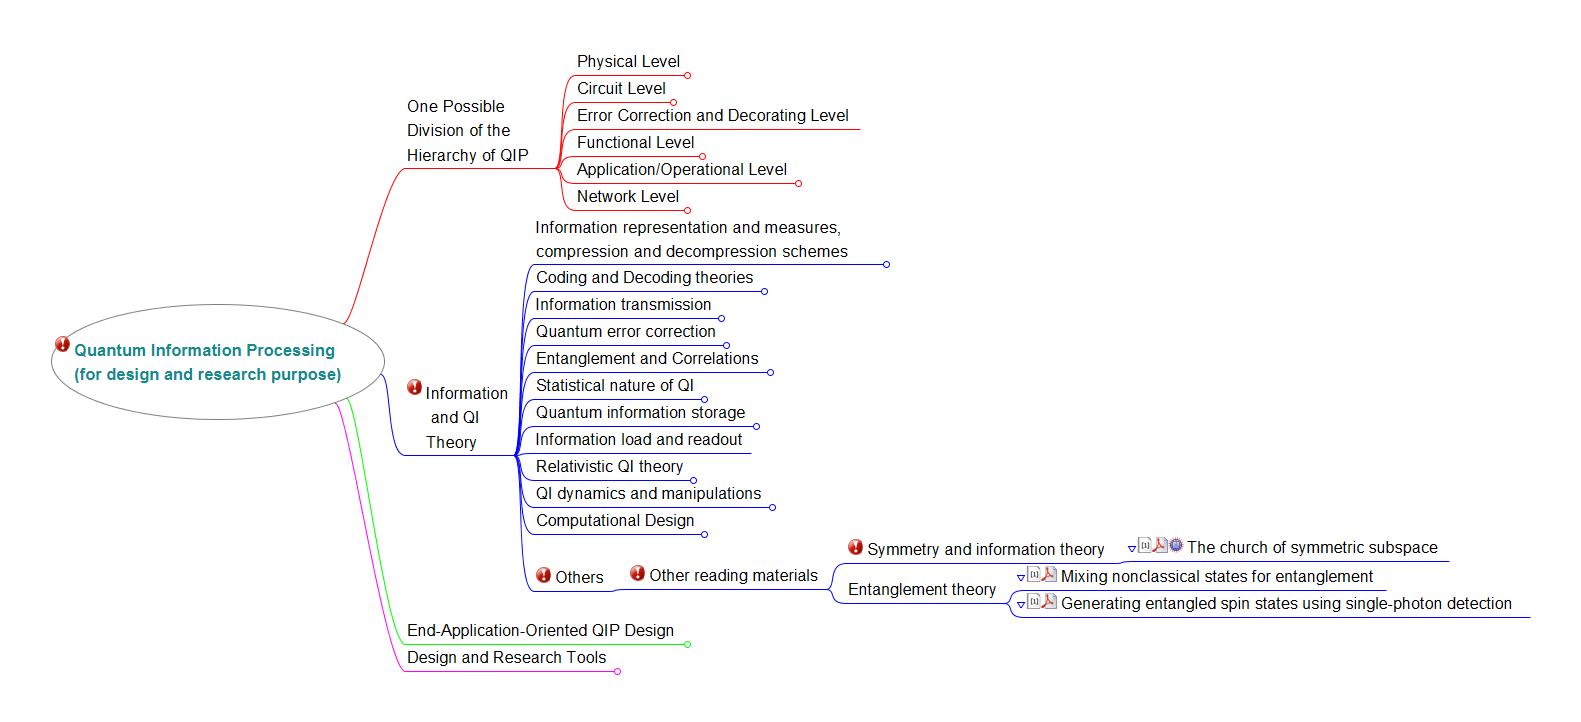 Physical Level
Circuit Level
One Possible
Division of the
Hierarchy of QIP
Error Correction and Decorating Level
Functional Level
Application/Operational Level
Network Level
Information representation and measures,
compression and decompression schemes
Coding and Decoding theories
Information transmission
Quantum error correction
Quantum Information Processing
(for design and research purpose)
Entanglement and Correlations
Statistical nature of QI
Information
and QI
Theory
Quantum information storage
Information load and readout
Relativistic QI theory
QI dynamics and manipulations
Computational Design
Others
Other reading materials
Symmetry and information theory
The church of symmetric subspace
Entanglement theory
Mixing nonclassical states for entanglement
Generating entangled spin states using single-photon detection
End-Application-Oriented QIP Design
Design and Research Tools